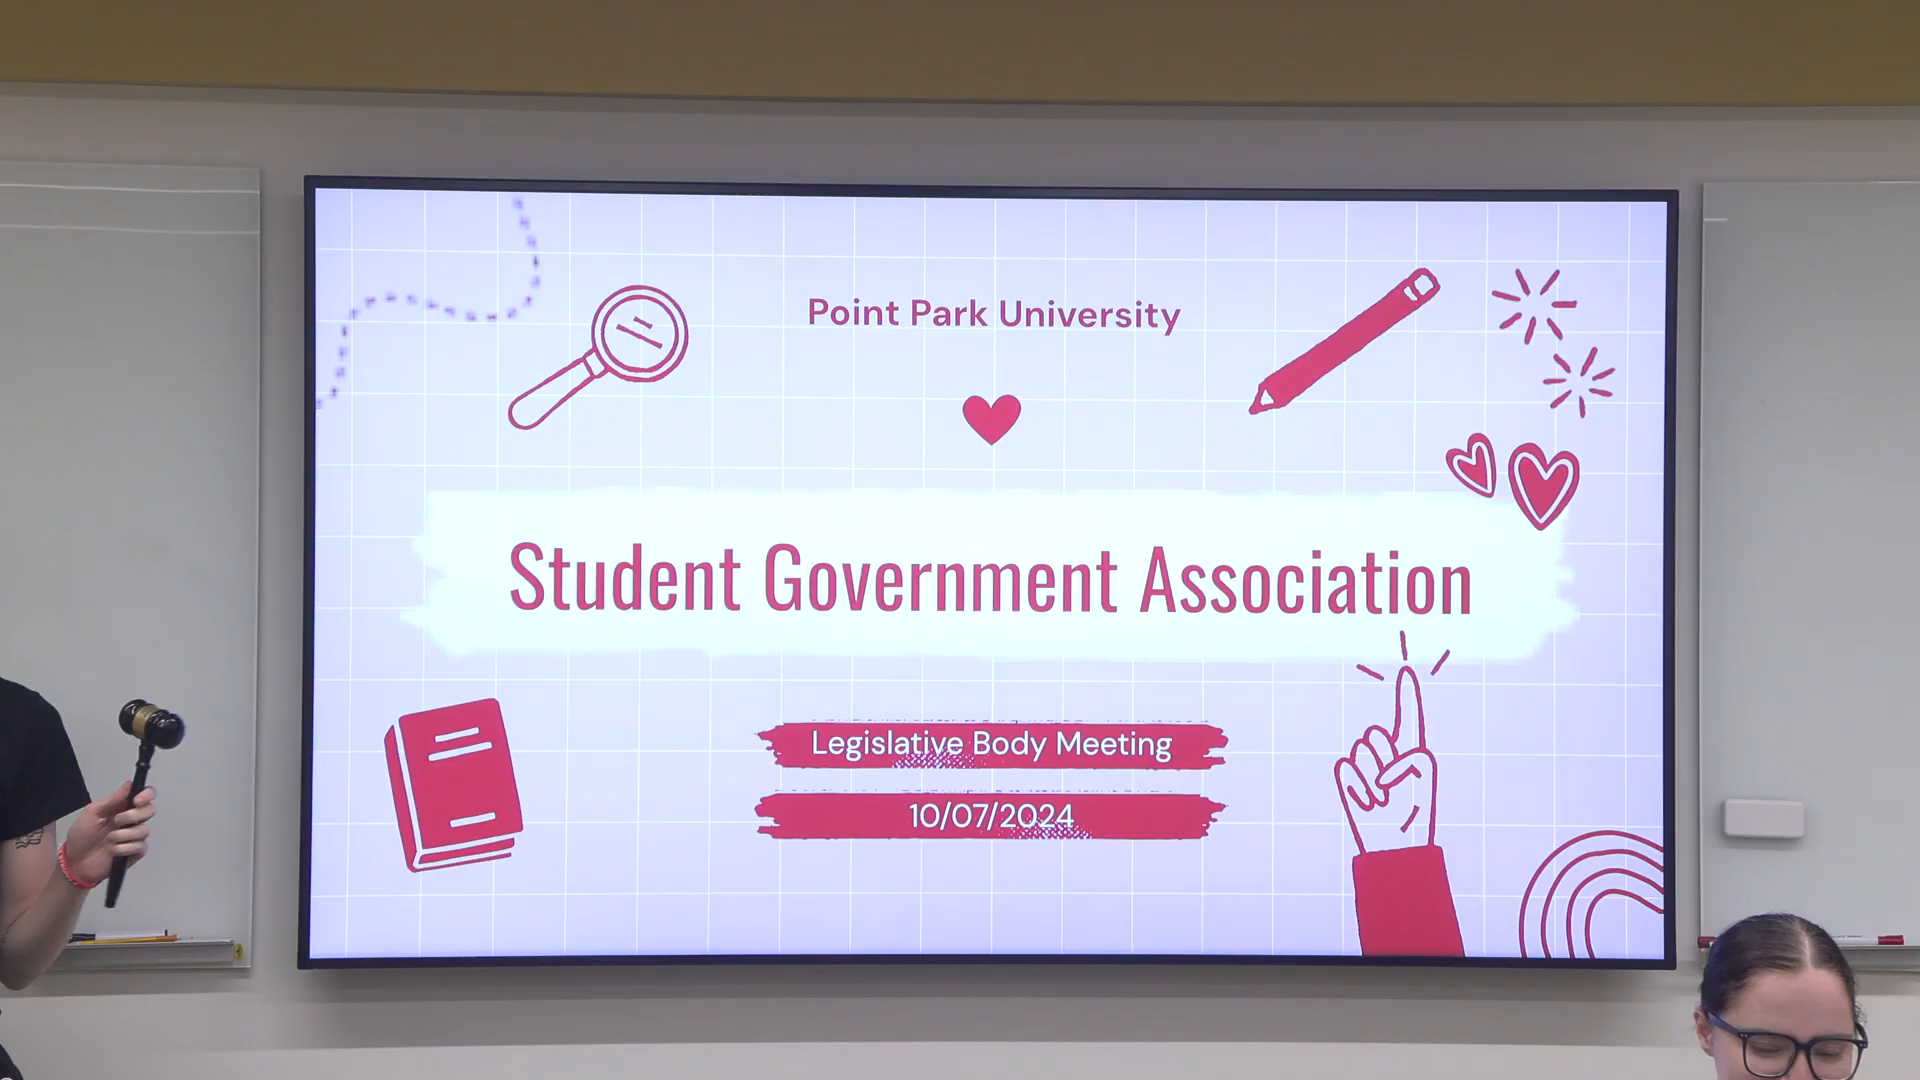 Point Park University
Student Government Association
Legislative Body Meeting
10/07/2024